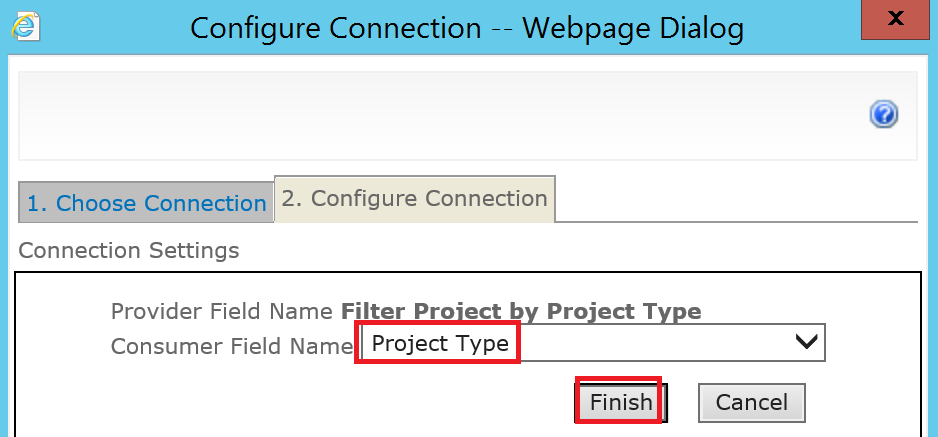 Configure Connection -- Webpage Dialog
x
?
1. Choose Connection
2. Configure Connection
Connection Settings
Provider Field Name Filter Project by Project Type
Consumer Field Name Project Type
Finish
Cancel